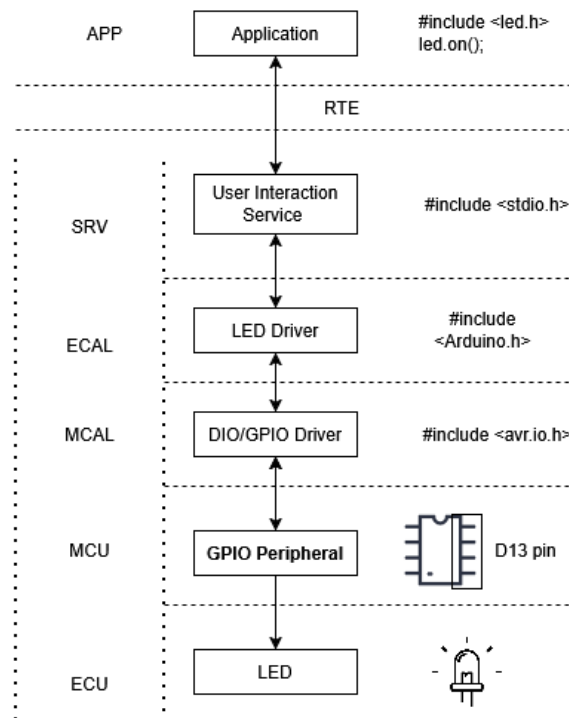 APP
Application
#include <led.h>
led.on();
RTE
User Interaction
Service
#include <stdio.h>
SRV
LED Driver
#include
<Arduino.h>
ECAL
MCAL
DIO/GPIO Driver
#include <avr.io.h>
MCU
GPIO Peripheral
D13 pin
LED
ECU